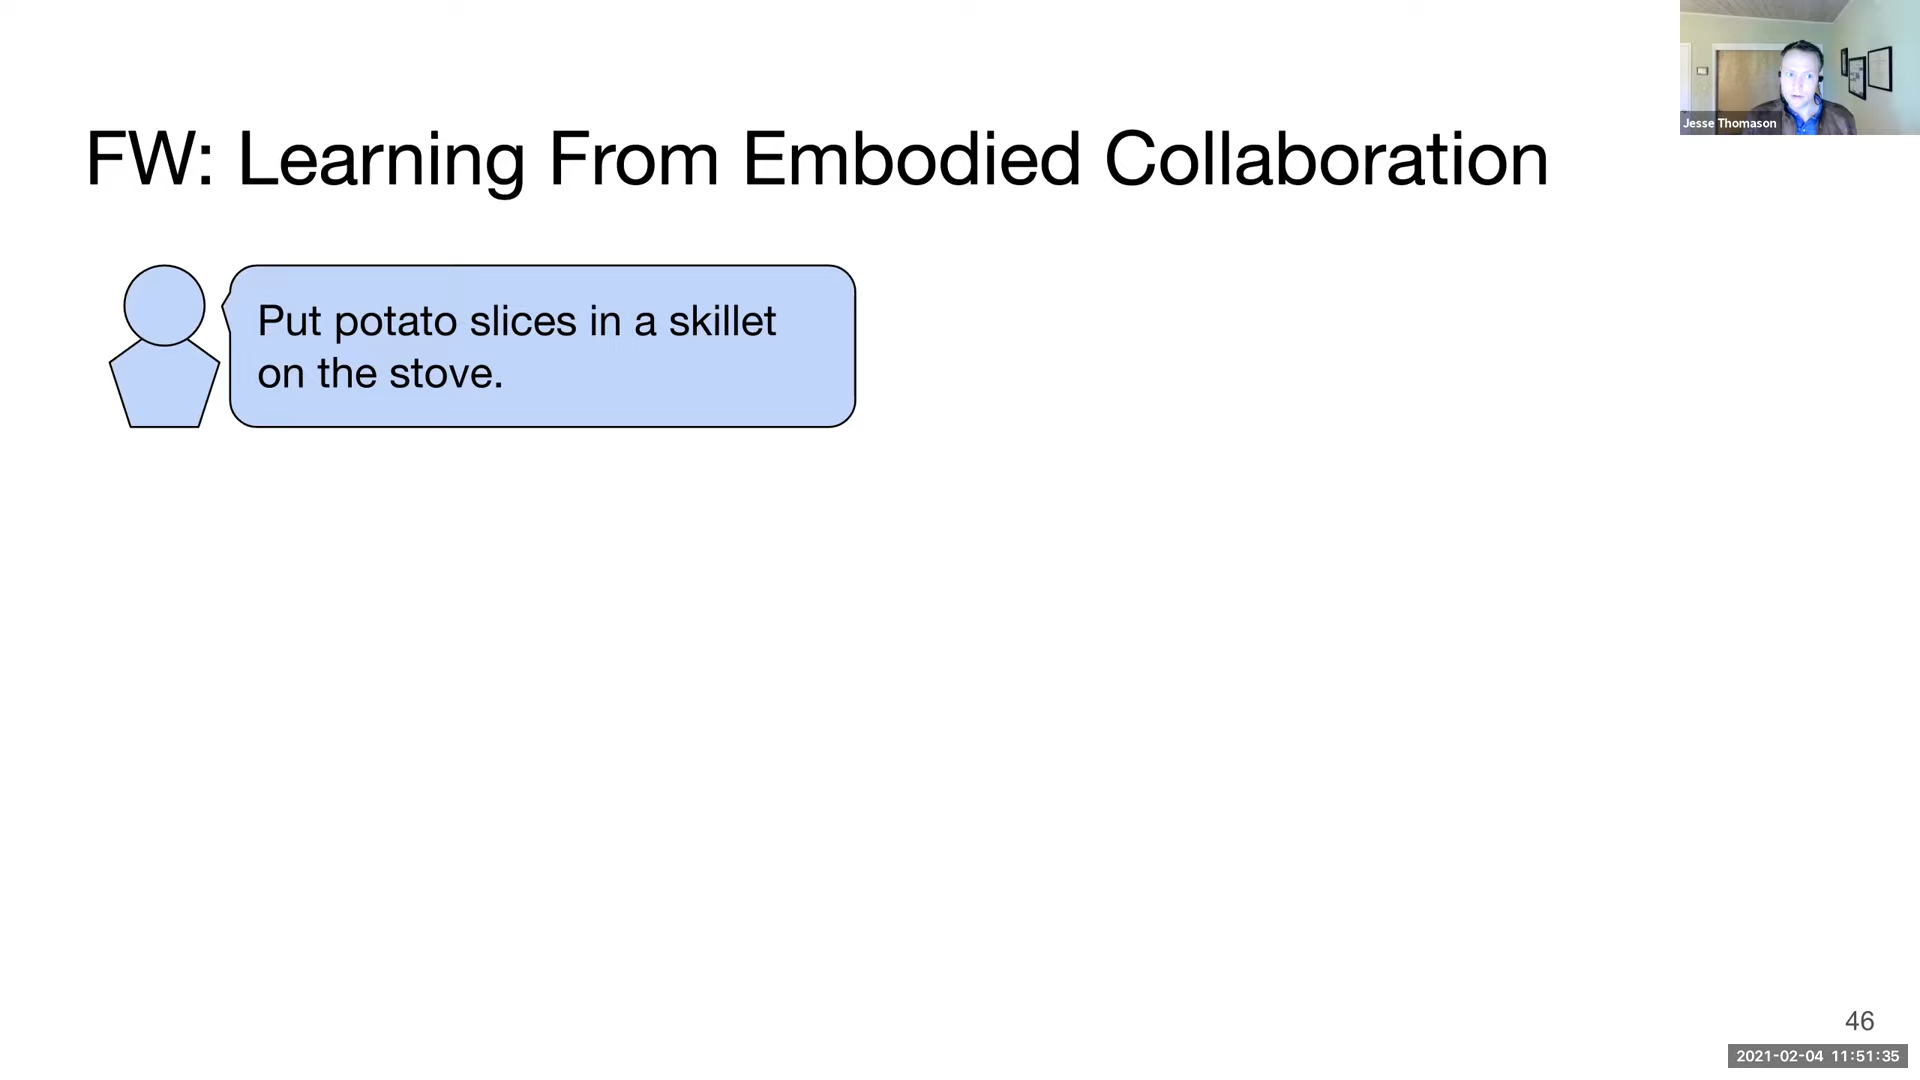 Jesse Thomason
FW: Learning From Embodied Collaboration
Put potato slices in a skillet
on the stove.
46
2021-02-04 11:51:35